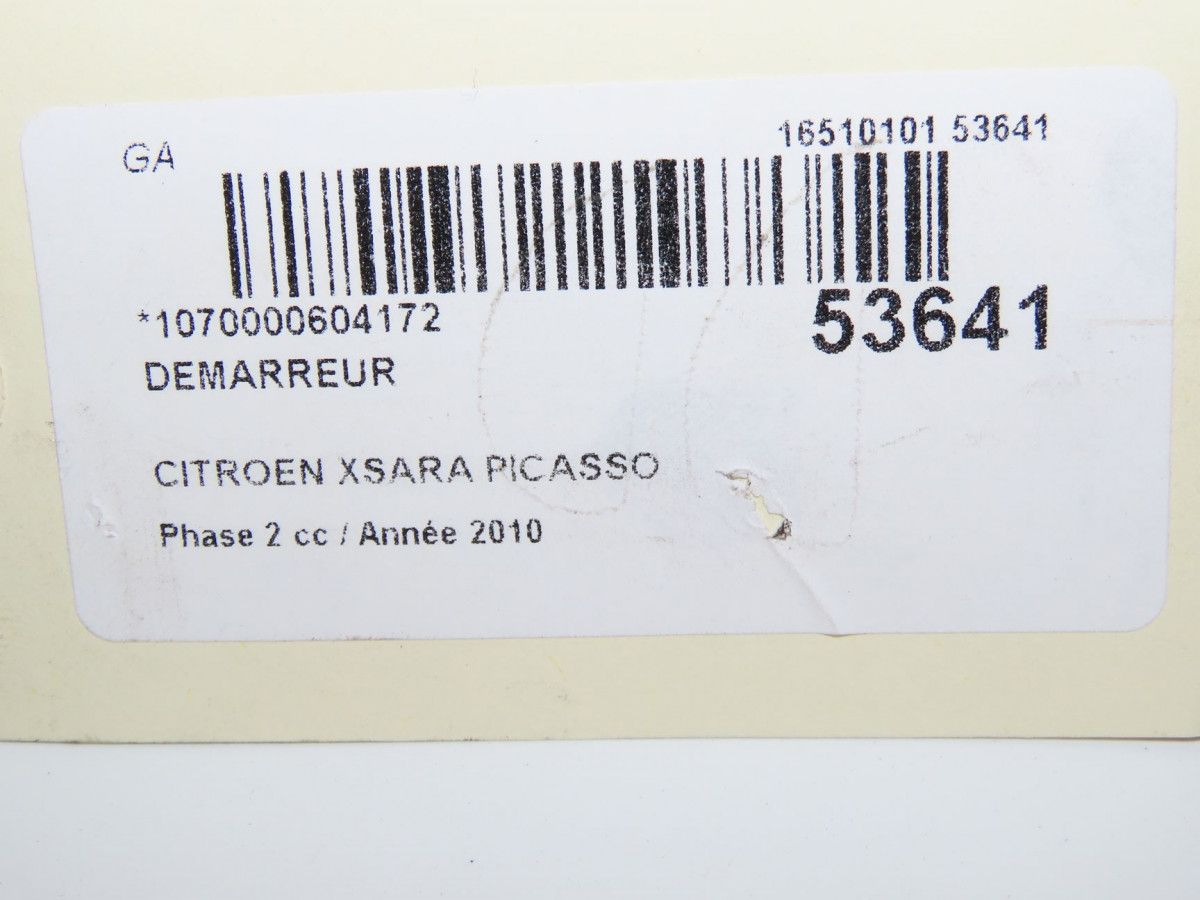 GA
16510101 53641
*1070000604172
53641
DEMARREUR
CITROEN XSARA PICASSO
Phase 2 cc / Année 2010